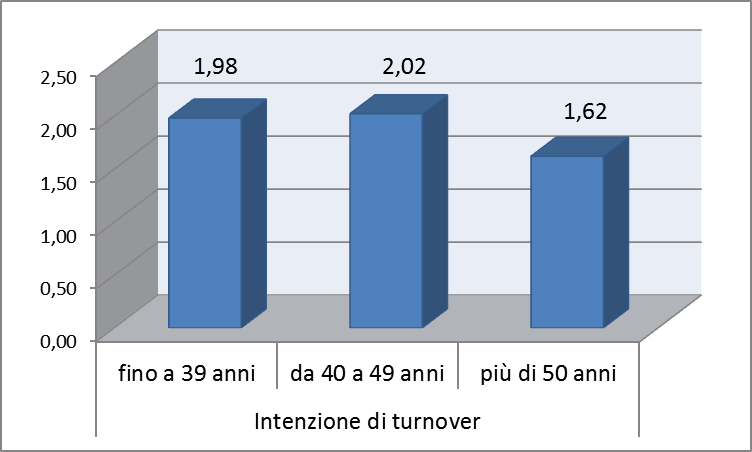 1,98
2,02
1,62
2,50
2,00
1,50
1,00
0,50
0,00
fino a 39 anni
da 40 a 49 anni
più di 50 anni
Intenzione di turnover